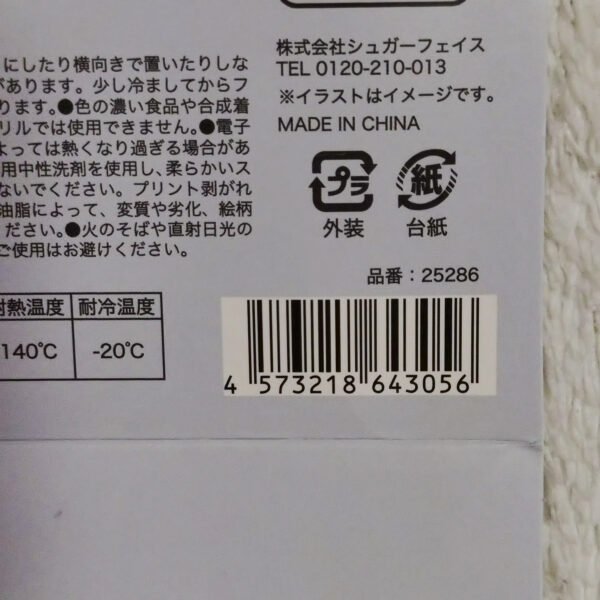 にしたり横向きで置いたりしな
があります。少し冷ましてからフ
ります。●色の濃い食品や合成着
リルでは使用できません。●電子
よっては熱くなり過ぎる場合があ
用中性洗剤を使用し、柔らかいス
ないでください。プリント剥がれ
油脂によって、変質や劣化、絵柄
ください。●火のそばや直射日光の
ご使用はお避けください。
耐熱温度 耐冷温度
140℃ -20℃
株式会社シュガーフェイス
TEL 0120-210-013
※イラストはイメージです。
MADE IN CHINA
プラ 紙
外装 台紙
品番：25286
4 573218 643056